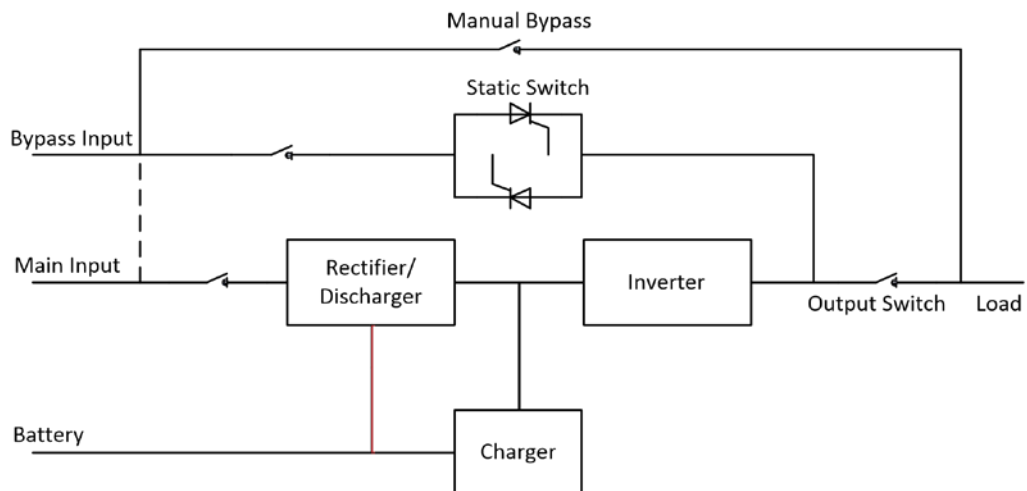 Manual Bypass
Static Switch
Bypass Input
Main Input
Rectifier/
Discharger
Inverter
Output Switch
Load
Battery
Charger